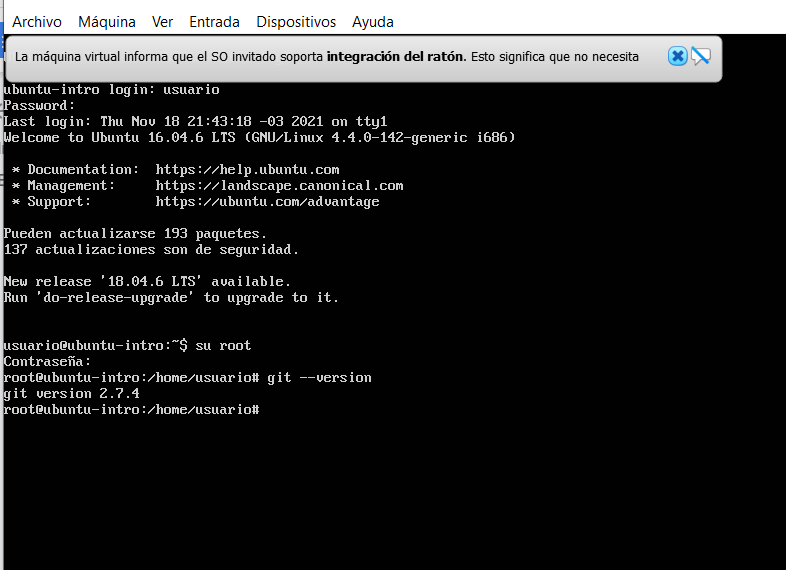 Archivo Máquina Ver Entrada Dispositivos Ayuda
La máquina virtual informa que el SO invitado soporta integración del ratón. Esto significa que no necesita
ubuntu-intro login: usuario
Password:
Last login: Thu Nov 18 21:43:18 -03 2021 on tty1
Welcome to Ubuntu 16.04.6 LTS (GNU/Linux 4.4.0-142-generic i686)
* Documentation: https://help.ubuntu.com
* Management: https://landscape.canonical.com
* Support: https://ubuntu.com/advantage
Pueden actualizarse 193 paquetes.
137 actualizaciones son de seguridad.
New release '18.04.6 LTS' available.
Run 'do-release-upgrade' to upgrade to it.
usuario@ubuntu-intro:~$ su root
Contraseña:
root@ubuntu-intro:/home/usuario# git --version
git version 2.7.4
root@ubuntu-intro:/home/usuario#